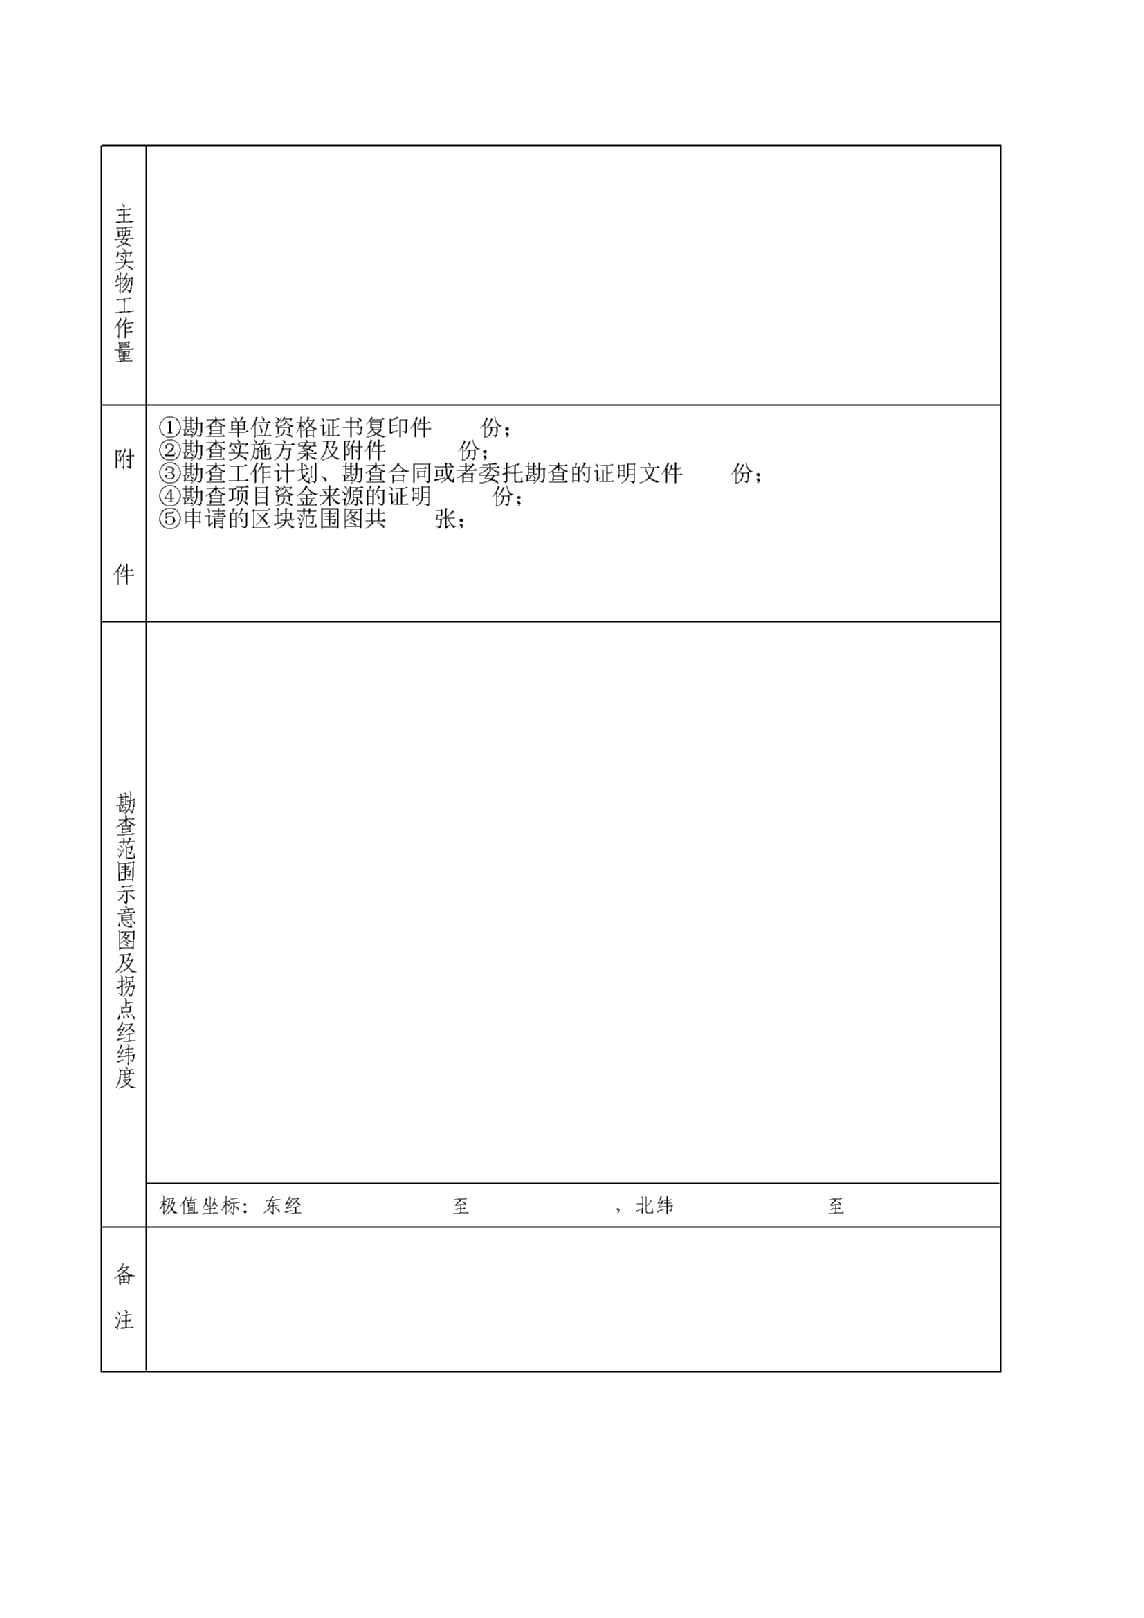 主要实物工作量
附件
①勘查单位资格证书复印件　　份；
②勘查实施方案及附件　　　份；
③勘查工作计划、勘查合同或者委托勘查的证明文件　　份；
④勘查项目资金来源的证明　　　份；
⑤申请的区块范围图共　　张；
勘查范围示意图及拐点经纬度
极值坐标：东经　　　　　　　至　　　　　　　，北纬　　　　　　　至
备注